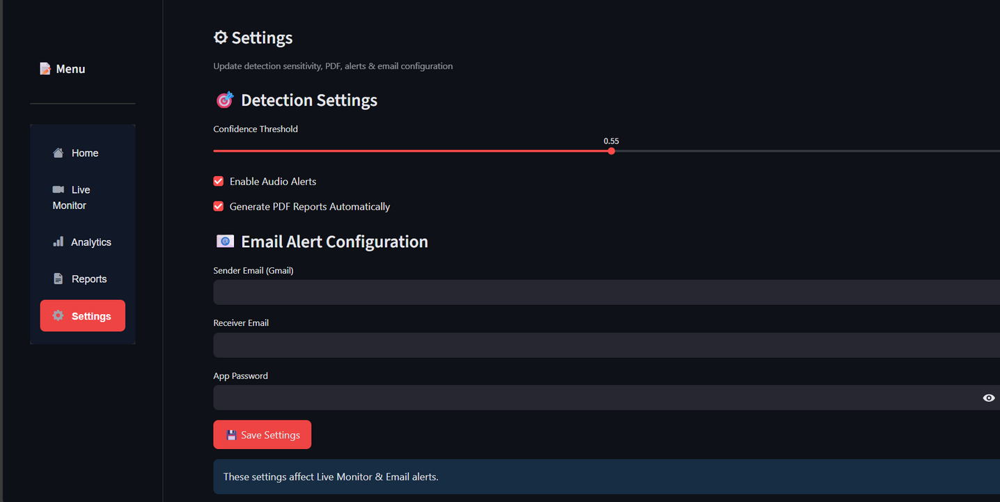 Menu
Home
Live
Monitor
Analytics
Reports
Settings
Settings
Update detection sensitivity, PDF, alerts & email configuration
Detection Settings
Confidence Threshold
0.55
Enable Audio Alerts
Generate PDF Reports Automatically
Email Alert Configuration
Sender Email (Gmail)
Receiver Email
App Password
Save Settings
These settings affect Live Monitor & Email alerts.